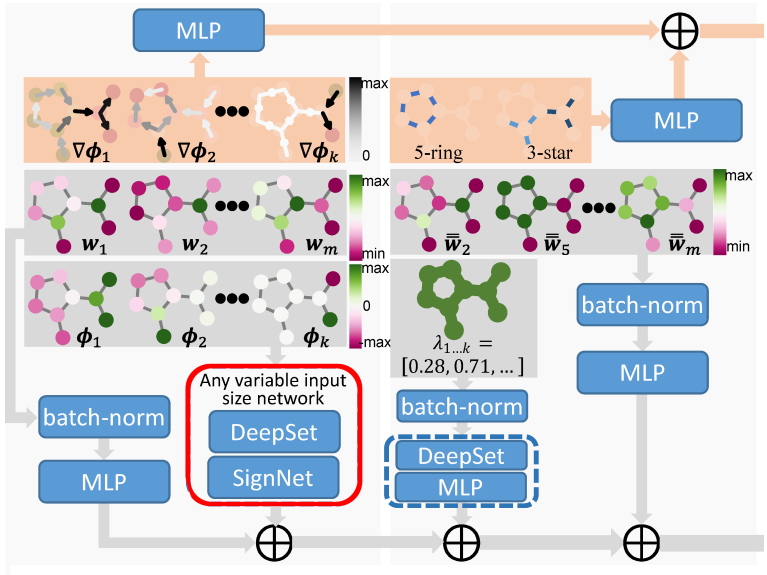 MLP
max
0
∇ϕ₁
∇ϕ₂
∇ϕₖ
5-ring
3-star
MLP
max
min
w₁
w₂
wₘ
max
min
w̿₂
w̿₅
w̿ₘ
max
0
-max
ϕ₁
ϕ₂
ϕₖ
λ₁…ₖ =
[0.28, 0.71, … ]
batch-norm
MLP
Any variable input
size network
DeepSet
SignNet
batch-norm
MLP
batch-norm
DeepSet
MLP